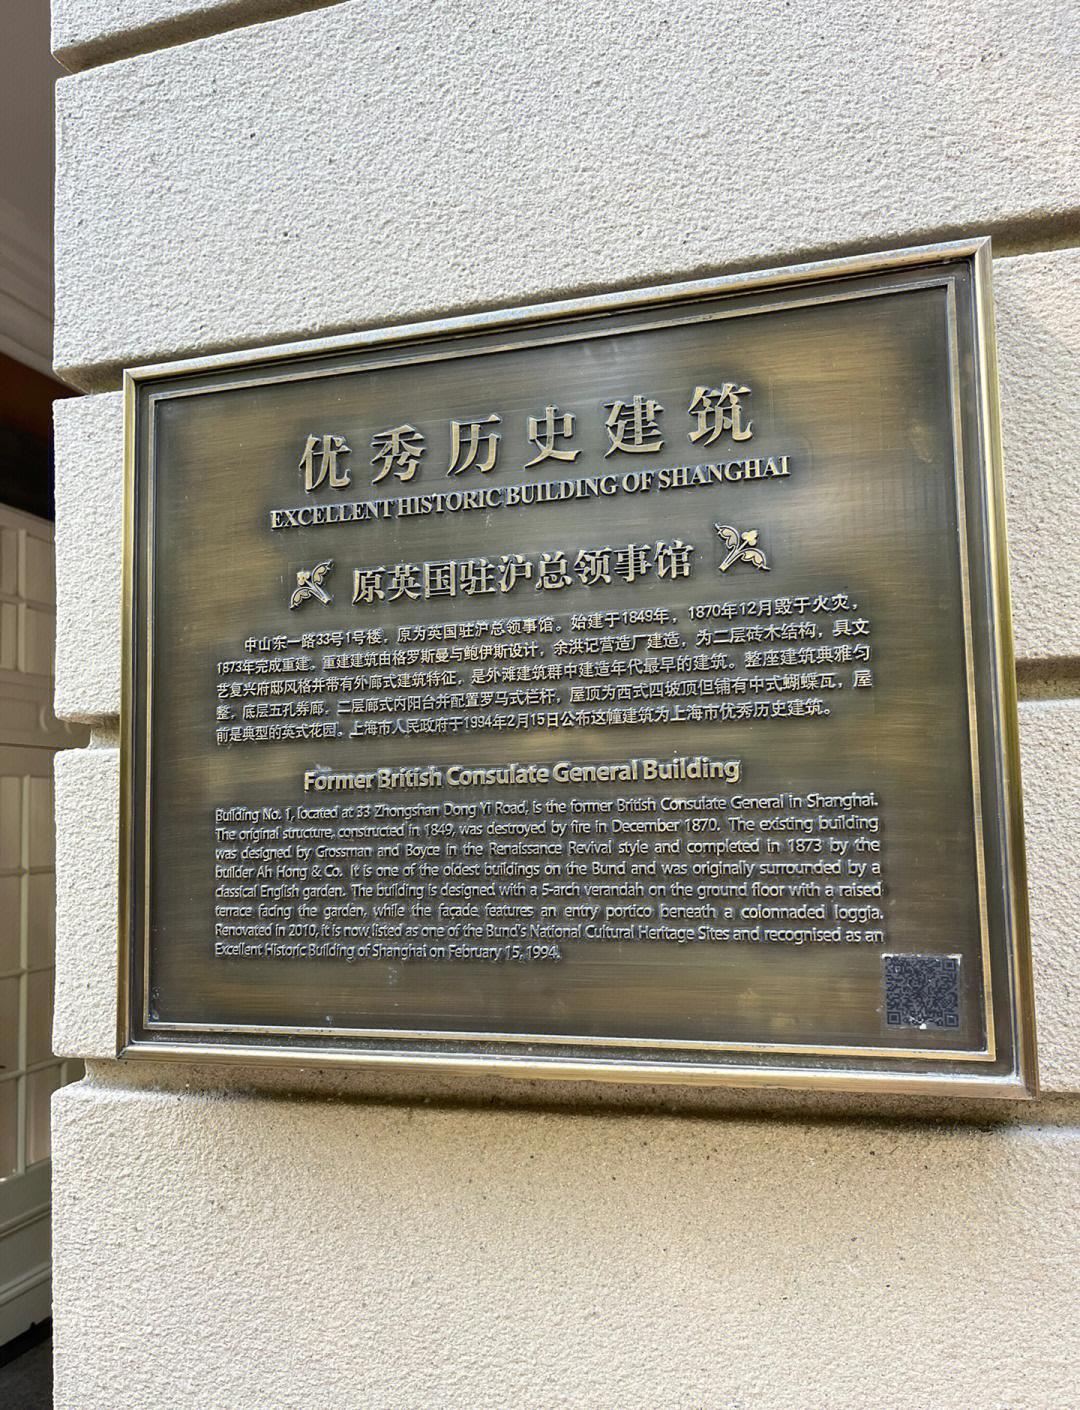 优秀历史建筑
EXCELLENT HISTORIC BUILDING OF SHANGHAI
原英国驻沪总领事馆
中山东一路33号1号楼，原为英国驻沪总领事馆。始建于1849年，1870年12月毁于火灾，
1873年完成重建。重建建筑由格罗斯曼与鲍伊斯设计，余洪记营造厂建造，为二层砖木结构，具文
艺复兴府邸风格并带有外廊式建筑特征，是外滩建筑群中建造年代最早的建筑。整座建筑典雅匀
整，底层五孔券廊，二层廊式内阳台并配置罗马式栏杆，屋顶为西式四坡顶但铺有中式蝴蝶瓦，屋
前是典型的英式花园。上海市人民政府于1994年2月15日公布这幢建筑为上海市优秀历史建筑。
Former British Consulate General Building
Building No. 1, located at 33 Zhongshan Dong Yi Road, is the former British Consulate General in Shanghai.
The original structure, constructed in 1849, was destroyed by fire in December 1870. The existing building
was designed by Grossman and Boyce in the Renaissance Revival style and completed in 1873 by the
builder Ah Hong & Co. It is one of the oldest buildings on the Bund and was originally surrounded by a
classical English garden. The building is designed with a 5-arch verandah on the ground floor with a raised
terrace facing the garden, while the façade features an entry portico beneath a colonnaded loggia.
Renovated in 2010, it is now listed as one of the Bund's National Cultural Heritage Sites and recognised as an
Excellent Historic Building of Shanghai on February 15, 1994.